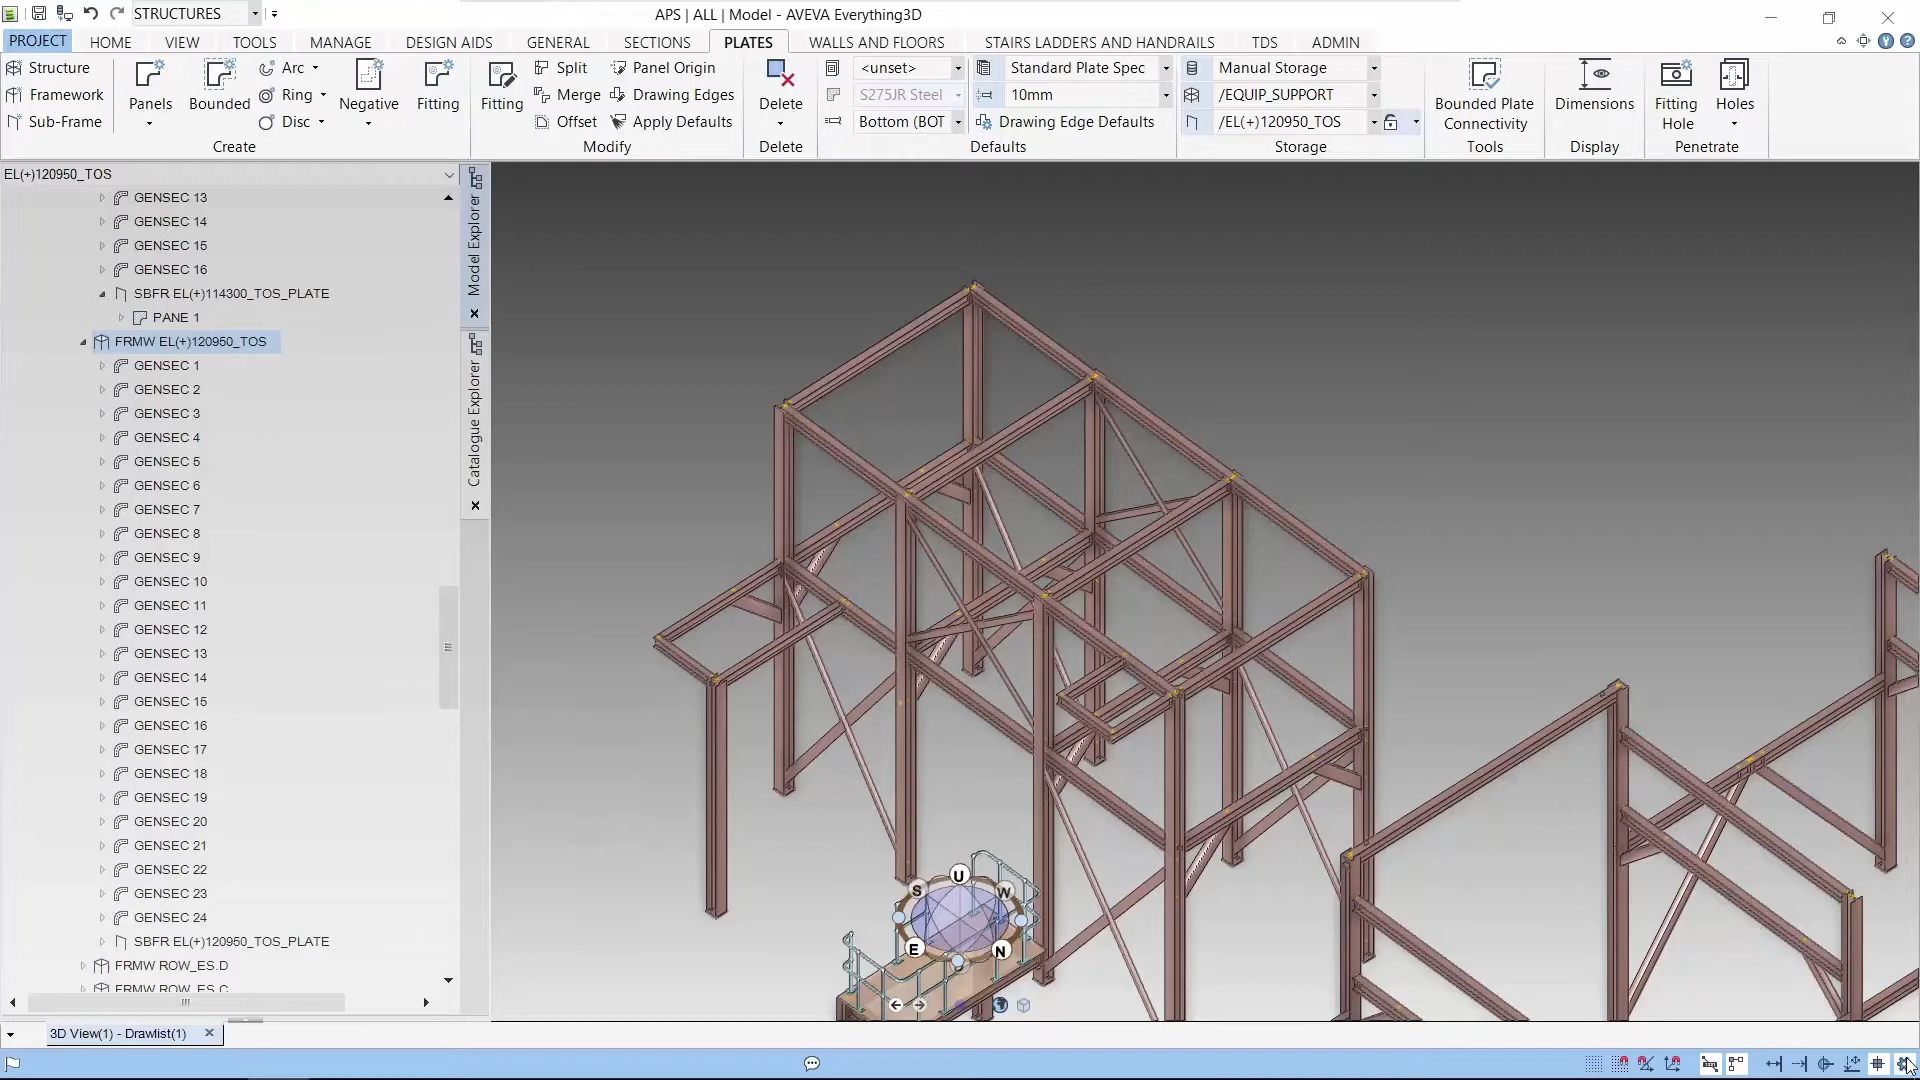 STRUCTURES
APS | ALL | Model - AVEVA Everything3D
PROJECT HOME VIEW TOOLS MANAGE DESIGN AIDS GENERAL SECTIONS PLATES WALLS AND FLOORS STAIRS LADDERS AND HANDRAILS TDS ADMIN
Structure
Framework
Sub-Frame
Panels
Bounded
Arc
Ring
Disc
Negative
Fitting
Create
Fitting
Split
Merge
Offset
Panel Origin
Drawing Edges
Apply Defaults
Modify
Delete
Delete
<unset>
S275JR Steel
Bottom (BOT
Standard Plate Spec
10mm
Drawing Edge Defaults
Defaults
Manual Storage
/EQUIP_SUPPORT
/EL(+)120950_TOS
Storage
Bounded Plate
Connectivity
Tools
Dimensions
Display
Fitting
Hole
Holes
Penetrate
EL(+)120950_TOS
GENSEC 13
GENSEC 14
GENSEC 15
GENSEC 16
SBFR EL(+)114300_TOS_PLATE
PANE 1
FRMW EL(+)120950_TOS
GENSEC 1
GENSEC 2
GENSEC 3
GENSEC 4
GENSEC 5
GENSEC 6
GENSEC 7
GENSEC 8
GENSEC 9
GENSEC 10
GENSEC 11
GENSEC 12
GENSEC 13
GENSEC 14
GENSEC 15
GENSEC 16
GENSEC 17
GENSEC 18
GENSEC 19
GENSEC 20
GENSEC 21
GENSEC 22
GENSEC 23
GENSEC 24
SBFR EL(+)120950_TOS_PLATE
FRMW ROW_ES.D
FRMW ROW_ES.C
Model Explorer
Catalogue Explorer
U
S
W
E
N
3D View(1) - Drawlist(1)